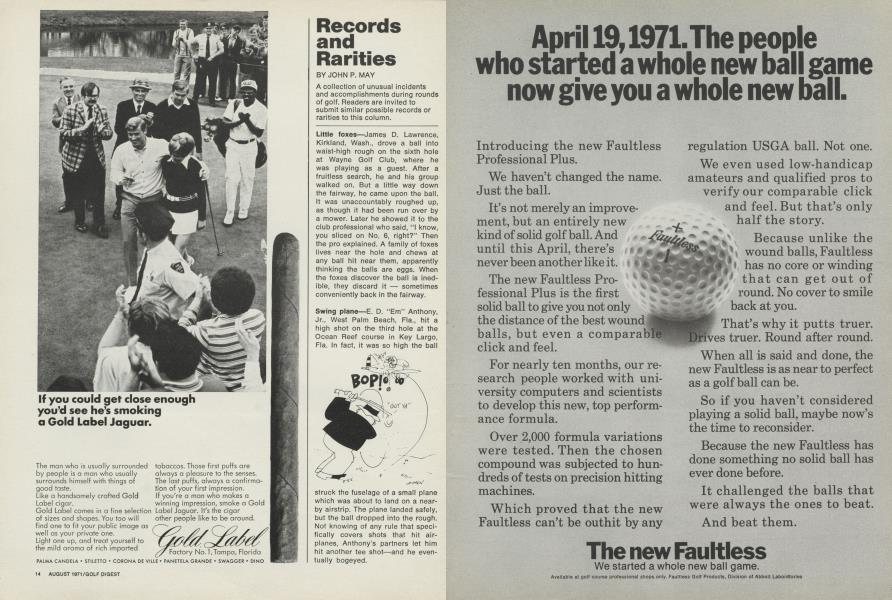 If you could get close enough
you'd see he's smoking
a Gold Label Jaguar.
The man who is usually surrounded
by people is a man who usually
surrounds himself with things of
good taste.
Like a handsomely crafted Gold
Label cigar.
Gold Label comes in a fine selection
of sizes and shapes. You too will
find one to fit your public image as
well as your private one.
Light one up, and treat yourself to
the mild aroma of rich imported
tobaccos. Those first puffs are
always a pleasure to the senses.
The last puffs, always a confirma-
tion of your first impression.
If you're a man who makes a
winning impression, smoke a Gold
Label Jaguar. It's the cigar
other people like to be around.
Gold Label
Factory No. 1, Tampa, Florida
PALMA CANDELA • STILETTO • CORONA DE VILLE • PANETELA GRANDE • SWAGGER • DINO
14 AUGUST 1971/GOLF DIGEST
Records
and
Rarities
BY JOHN P. MAY
A collection of unusual incidents
and accomplishments during rounds
of golf. Readers are invited to
submit similar possible records or
rarities to this column.
Little foxes—James D. Lawrence,
Kirkland, Wash., drove a ball into
waist-high rough on the sixth hole
at Wayne Golf Club, where he
was playing as a guest. After a
fruitless search, he and his group
walked on. But a little way down
the fairway, he came upon the ball.
It was unaccountably roughed up,
as though it had been run over by
a mower. Later he showed it to the
club professional who said, "I know,
you sliced on No. 6, right?" Then
the pro explained. A family of foxes
lives near the hole and chews at
any ball hit near them, apparently
thinking the balls are eggs. When
the foxes discover the ball is ined-
ible, they discard it — sometimes
conveniently back in the fairway.
Swing plane—E. D. "Em" Anthony,
Jr., West Palm Beach, Fla., hit a
high shot on the third hole at the
Ocean Reef course in Key Largo,
Fla. In fact, it was so high the ball
BOP!
struck the fuselage of a small plane
which was about to land on a near-
by airstrip. The plane landed safely,
but the ball dropped into the rough.
Not knowing of any rule that speci-
fically covers shots that hit air-
planes, Anthony's partners let him
hit another tee shot—and he even-
tually bogeyed.
April 19, 1971. The people
who started a whole new ball game
now give you a whole new ball.
Introducing the new Faultless
Professional Plus.
We haven't changed the name.
Just the ball.
It's not merely an improve-
ment, but an entirely new
kind of solid golf ball. And
until this April, there's
never been another like it.
The new Faultless Pro-
fessional Plus is the first
solid ball to give you not only
the distance of the best wound
balls, but even a comparable
click and feel.
For nearly ten months, our re-
search people worked with uni-
versity computers and scientists
to develop this new, top perform-
ance formula.
Over 2,000 formula variations
were tested. Then the chosen
compound was subjected to hun-
dreds of tests on precision hitting
machines.
Which proved that the new
Faultless can't be outhit by any
regulation USGA ball. Not one.
We even used low-handicap
amateurs and qualified pros to
verify our comparable click
and feel. But that's only
half the story.
Because unlike the
wound balls, Faultless
has no core or winding
that can get out of
round. No cover to smile
back at you.
That's why it putts truer.
Drives truer. Round after round.
When all is said and done, the
new Faultless is as near to perfect
as a golf ball can be.
So if you haven't considered
playing a solid ball, maybe now's
the time to reconsider.
Because the new Faultless has
done something no solid ball has
ever done before.
It challenged the balls that
were always the ones to beat.
And beat them.
Faultless
1
The new Faultless
We started a whole new ball game.
Available at golf course professional shops only. Faultless Golf Products, Division of Abbott Laboratories